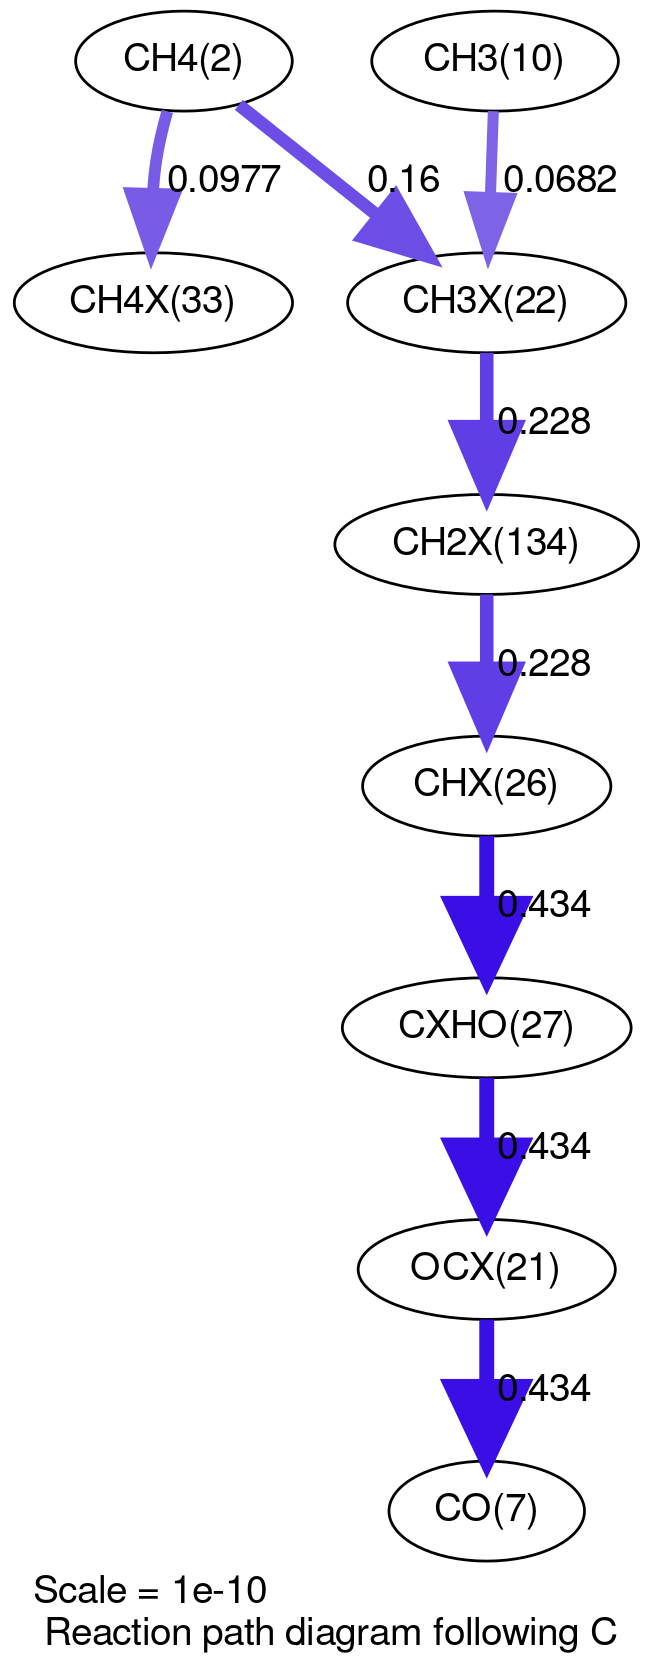 CH4(2)
CH3(10)
0.0977
0.16
0.0682
CH4X(33)
CH3X(22)
0.228
CH2X(134)
0.228
CHX(26)
0.434
CXHO(27)
0.434
OCX(21)
0.434
CO(7)
Scale = 1e-10
Reaction path diagram following C